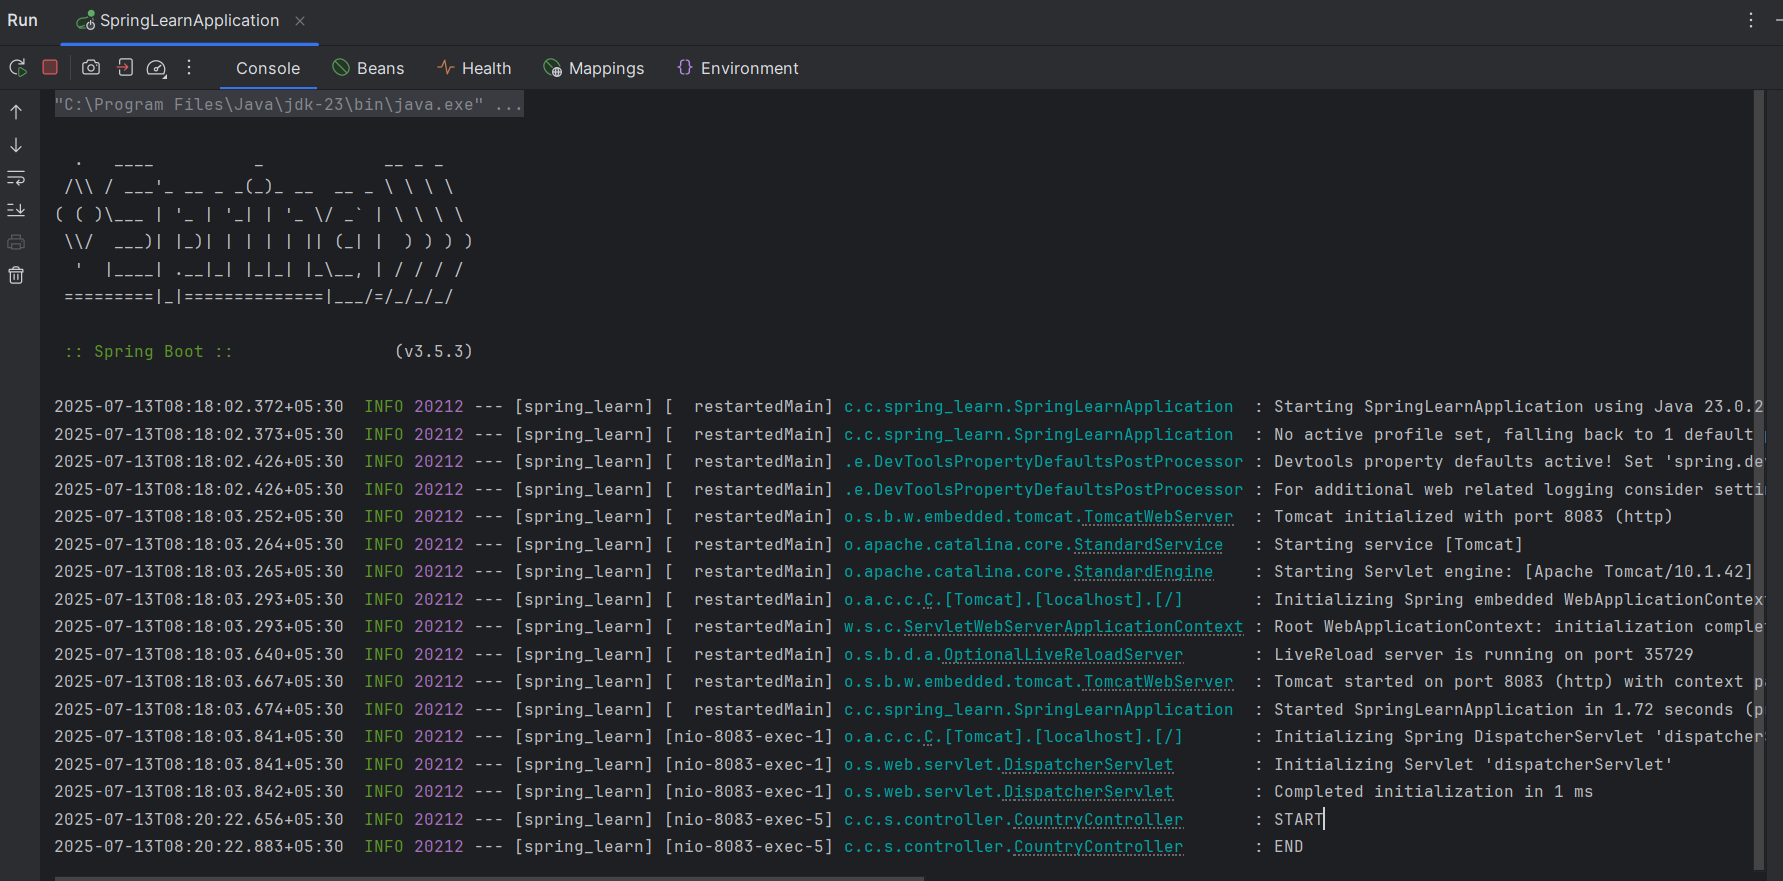 Run SpringLearnApplication
Console Beans Health Mappings Environment
"C:\Program Files\Java\jdk-23\bin\java.exe" ...
  .   ____          _            __ _ _
 /\\ / ___'_ __ _ _(_)_ __  __ _ \ \ \ \
( ( )\___ | '_ | '_| | '_ \/ _` | \ \ \ \
 \\/  ___)| |_)| | | | | || (_| |  ) ) ) )
  '  |____| .__|_| |_|_| |_\__, | / / / /
 =========|_|==============|___/=/_/_/_/
 :: Spring Boot ::                (v3.5.3)
2025-07-13T08:18:02.372+05:30  INFO 20212 --- [spring_learn] [  restartedMain] c.c.spring_learn.SpringLearnApplication  : Starting SpringLearnApplication using Java 23.0.2
2025-07-13T08:18:02.373+05:30  INFO 20212 --- [spring_learn] [  restartedMain] c.c.spring_learn.SpringLearnApplication  : No active profile set, falling back to 1 default
2025-07-13T08:18:02.426+05:30  INFO 20212 --- [spring_learn] [  restartedMain] .e.DevToolsPropertyDefaultsPostProcessor : Devtools property defaults active! Set 'spring.de
2025-07-13T08:18:02.426+05:30  INFO 20212 --- [spring_learn] [  restartedMain] .e.DevToolsPropertyDefaultsPostProcessor : For additional web related logging consider setti
2025-07-13T08:18:03.252+05:30  INFO 20212 --- [spring_learn] [  restartedMain] o.s.b.w.embedded.tomcat.TomcatWebServer  : Tomcat initialized with port 8083 (http)
2025-07-13T08:18:03.264+05:30  INFO 20212 --- [spring_learn] [  restartedMain] o.apache.catalina.core.StandardService   : Starting service [Tomcat]
2025-07-13T08:18:03.265+05:30  INFO 20212 --- [spring_learn] [  restartedMain] o.apache.catalina.core.StandardEngine    : Starting Servlet engine: [Apache Tomcat/10.1.42]
2025-07-13T08:18:03.293+05:30  INFO 20212 --- [spring_learn] [  restartedMain] o.a.c.c.C.[Tomcat].[localhost].[/]       : Initializing Spring embedded WebApplicationContext
2025-07-13T08:18:03.293+05:30  INFO 20212 --- [spring_learn] [  restartedMain] w.s.c.ServletWebServerApplicationContext : Root WebApplicationContext: initialization comple
2025-07-13T08:18:03.640+05:30  INFO 20212 --- [spring_learn] [  restartedMain] o.s.b.d.a.OptionalLiveReloadServer       : LiveReload server is running on port 35729
2025-07-13T08:18:03.667+05:30  INFO 20212 --- [spring_learn] [  restartedMain] o.s.b.w.embedded.tomcat.TomcatWebServer  : Tomcat started on port 8083 (http) with context pa
2025-07-13T08:18:03.674+05:30  INFO 20212 --- [spring_learn] [  restartedMain] c.c.spring_learn.SpringLearnApplication  : Started SpringLearnApplication in 1.72 seconds (p
2025-07-13T08:18:03.841+05:30  INFO 20212 --- [spring_learn] [nio-8083-exec-1] o.a.c.c.C.[Tomcat].[localhost].[/]       : Initializing Spring DispatcherServlet 'dispatcherS
2025-07-13T08:18:03.841+05:30  INFO 20212 --- [spring_learn] [nio-8083-exec-1] o.s.web.servlet.DispatcherServlet        : Initializing Servlet 'dispatcherServlet'
2025-07-13T08:18:03.842+05:30  INFO 20212 --- [spring_learn] [nio-8083-exec-1] o.s.web.servlet.DispatcherServlet        : Completed initialization in 1 ms
2025-07-13T08:20:22.656+05:30  INFO 20212 --- [spring_learn] [nio-8083-exec-5] c.c.s.controller.CountryController       : START
2025-07-13T08:20:22.883+05:30  INFO 20212 --- [spring_learn] [nio-8083-exec-5] c.c.s.controller.CountryController       : END